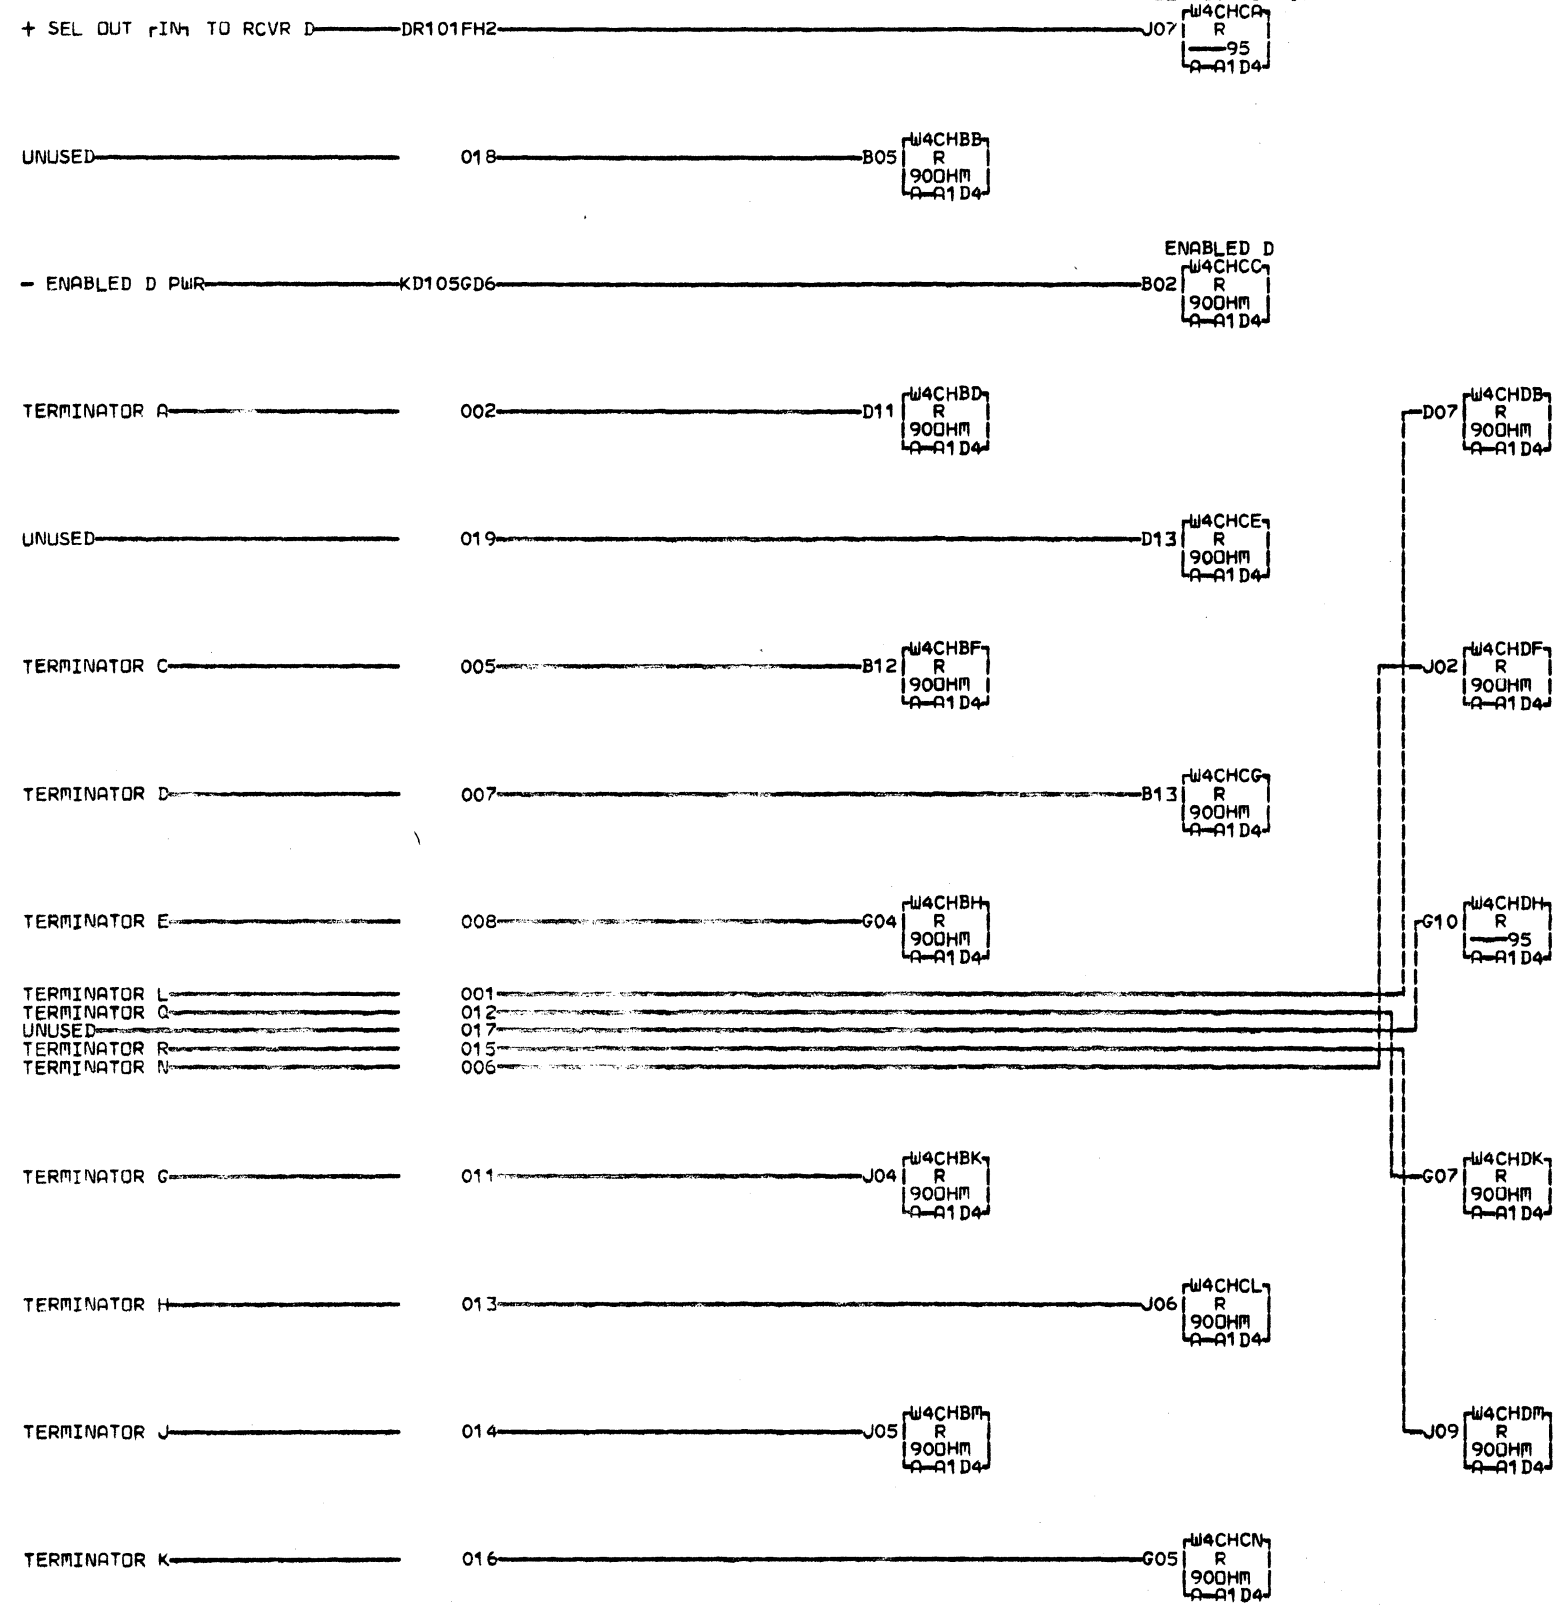 W4CHCA
+ SEL OUT ┌IN┐ TO RCVR D DR101FH2 J07 R
95
A A1D4
W4CHBB
UNUSED 018 B05 R
90OHM
A A1D4
ENABLED D
W4CHCC
- ENABLED D PWR KD105GD6 B02 R
90OHM
A A1D4
W4CHBD W4CHDB
TERMINATOR A 002 D11 R D07 R
90OHM 90OHM
A A1D4 A A1D4
W4CHCE
UNUSED 019 D13 R
90OHM
A A1D4
W4CHBF W4CHDF
TERMINATOR C 005 B12 R J02 R
90OHM 90OHM
A A1D4 A A1D4
W4CHCG
TERMINATOR D 007 B13 R
90OHM
A A1D4
W4CHBH W4CHDH
TERMINATOR E 008 G04 R G10 R
90OHM 95
A A1D4 A A1D4
TERMINATOR L 001
TERMINATOR Q 012
UNUSED 017
TERMINATOR R 015
TERMINATOR N 006
W4CHBK W4CHDK
TERMINATOR G 011 J04 R G07 R
90OHM 90OHM
A A1D4 A A1D4
W4CHCL
TERMINATOR H 013 J06 R
90OHM
A A1D4
W4CHBM W4CHDM
TERMINATOR J 014 J05 R J09 R
90OHM 90OHM
A A1D4 A A1D4
W4CHCN
TERMINATOR K 016 G05 R
90OHM
A A1D4